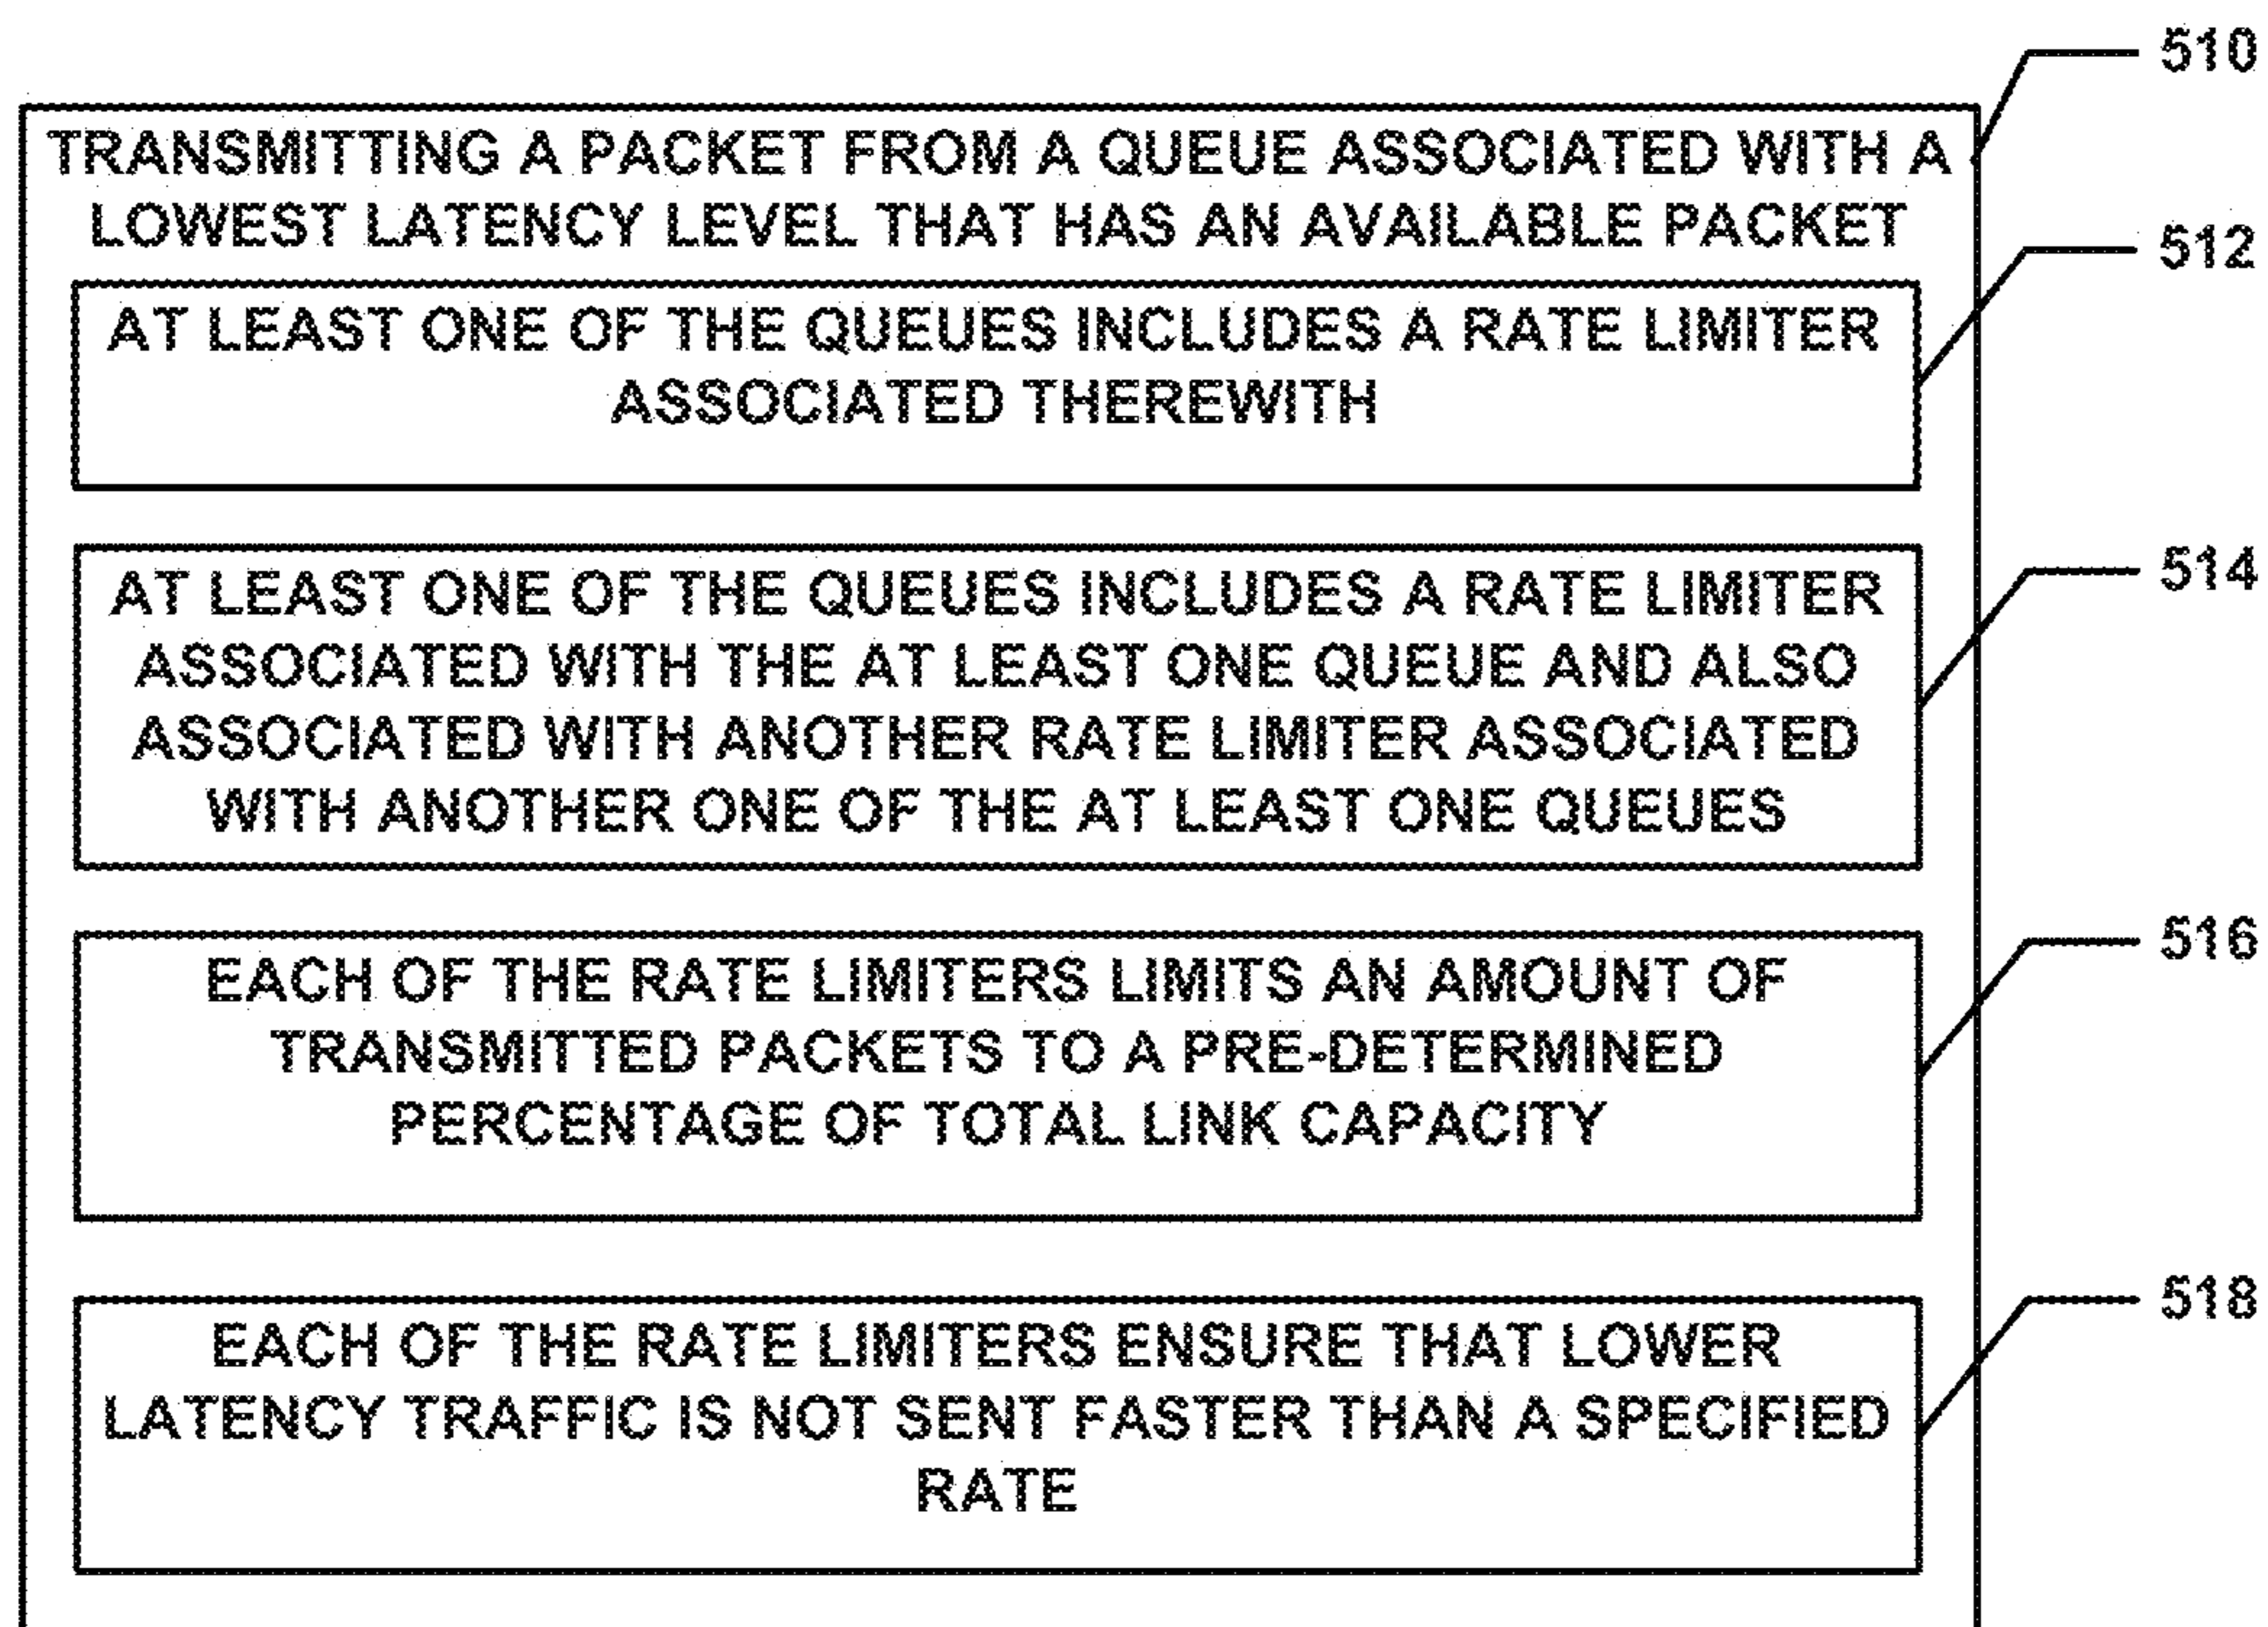 510
TRANSMITTING A PACKET FROM A QUEUE ASSOCIATED WITH A
LOWEST LATENCY LEVEL THAT HAS AN AVAILABLE PACKET
512
AT LEAST ONE OF THE QUEUES INCLUDES A RATE LIMITER
ASSOCIATED THEREWITH
514
AT LEAST ONE OF THE QUEUES INCLUDES A RATE LIMITER
ASSOCIATED WITH THE AT LEAST ONE QUEUE AND ALSO
ASSOCIATED WITH ANOTHER RATE LIMITER ASSOCIATED
WITH ANOTHER ONE OF THE AT LEAST ONE QUEUES
516
EACH OF THE RATE LIMITERS LIMITS AN AMOUNT OF
TRANSMITTED PACKETS TO A PRE-DETERMINED
PERCENTAGE OF TOTAL LINK CAPACITY
518
EACH OF THE RATE LIMITERS ENSURE THAT LOWER
LATENCY TRAFFIC IS NOT SENT FASTER THAN A SPECIFIED
RATE